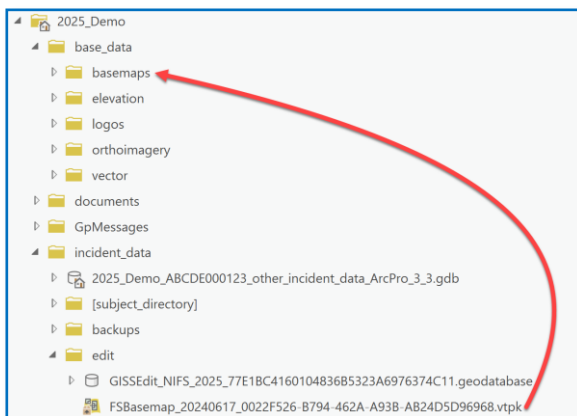 2025_Demo
base_data
basemaps
elevation
logos
orthoimagery
vector
documents
GpMessages
incident_data
2025_Demo_ABCDE000123_other_incident_data_ArcPro_3_3.gdb
[subject_directory]
backups
edit
GISSEdit_NIFS_2025_77E1BC4160104836B5323A6976374C11.geodatabase
FSBasemap_20240617_0022F526-B794-462A-A93B-AB24D5D96968.vtpk